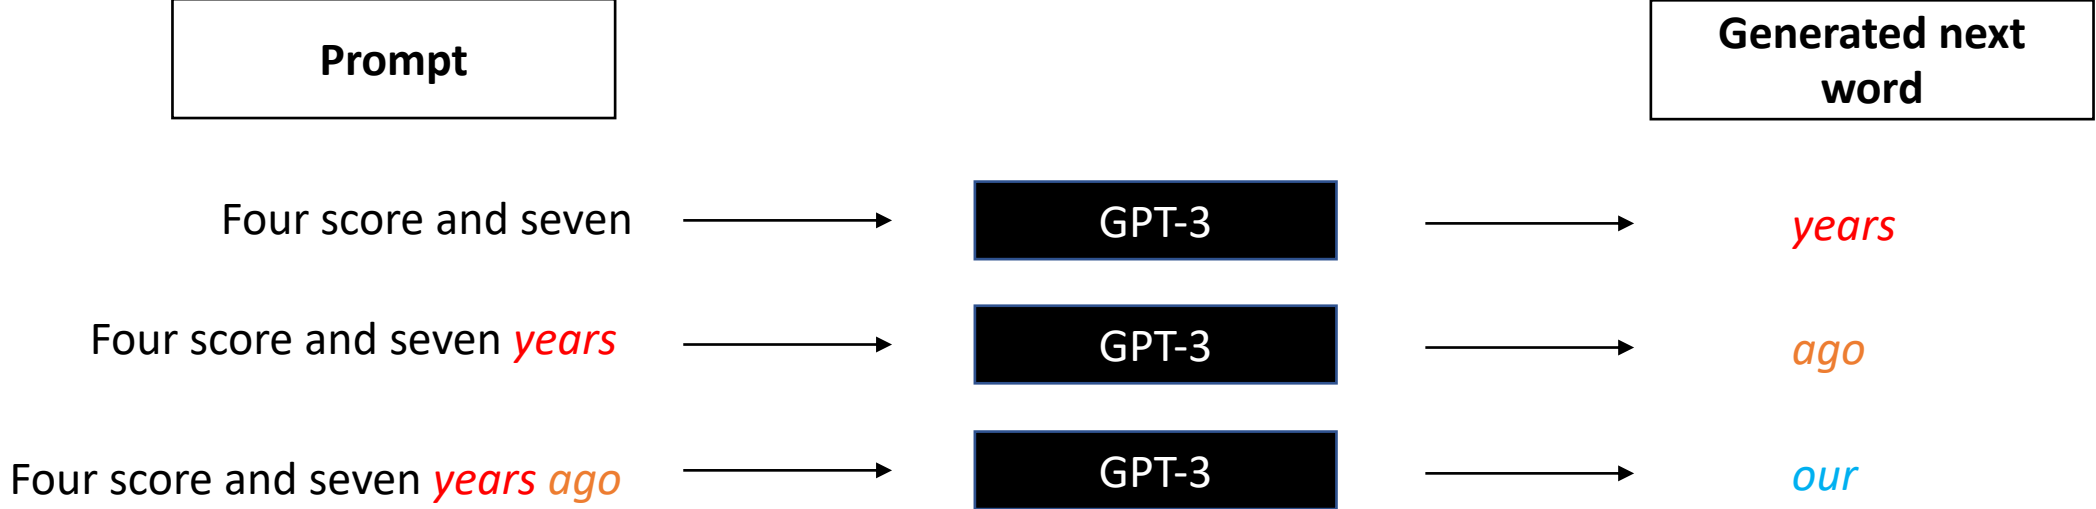 Prompt
Generated next
word
Four score and seven
GPT-3
years
Four score and seven years
GPT-3
ago
Four score and seven years ago
GPT-3
our